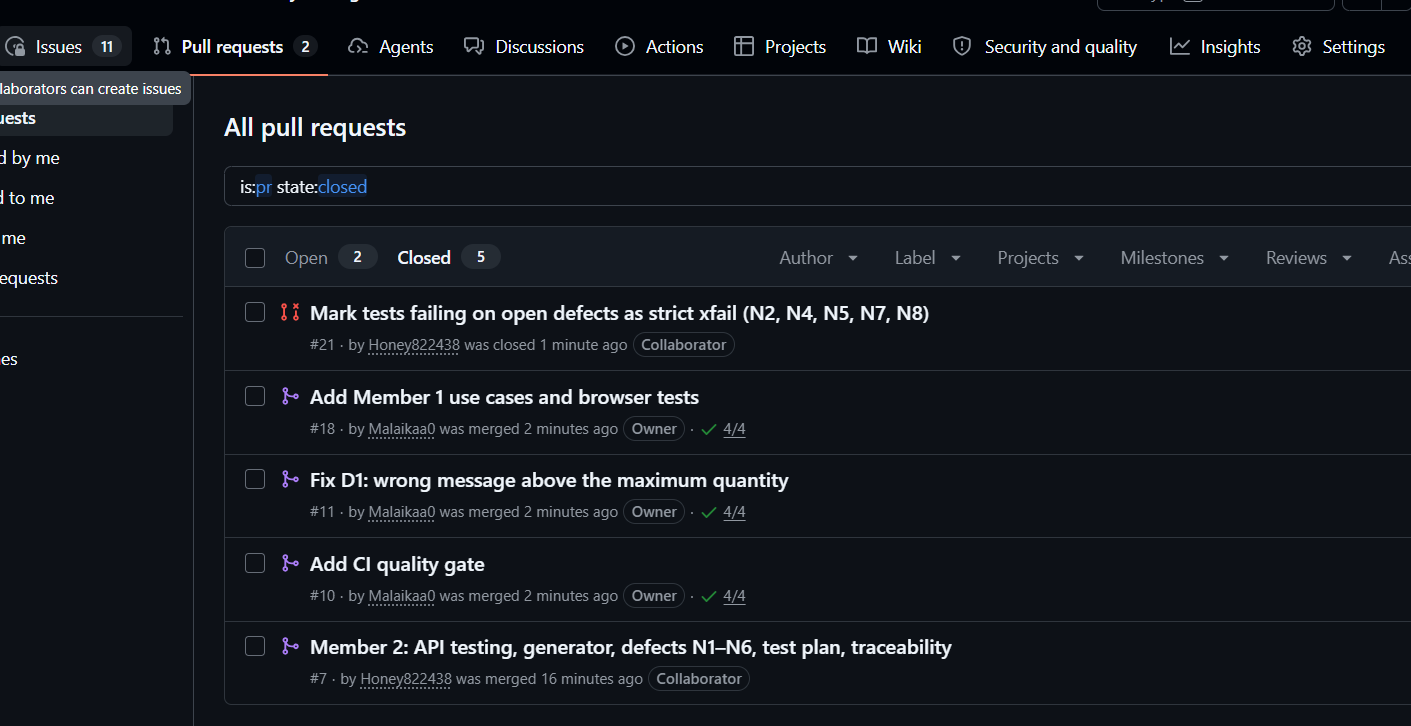 Issues 11 Pull requests 2 Agents Discussions Actions Projects Wiki Security and quality Insights Settings
laborators can create issues
uests
d by me
d to me
me
equests
es
All pull requests
is:pr state:closed
Open 2 Closed 5 Author Label Projects Milestones Reviews Ass
Mark tests failing on open defects as strict xfail (N2, N4, N5, N7, N8)
#21 · by Honey822438 was closed 1 minute ago Collaborator
Add Member 1 use cases and browser tests
#18 · by Malaikaa0 was merged 2 minutes ago Owner · 4/4
Fix D1: wrong message above the maximum quantity
#11 · by Malaikaa0 was merged 2 minutes ago Owner · 4/4
Add CI quality gate
#10 · by Malaikaa0 was merged 2 minutes ago Owner · 4/4
Member 2: API testing, generator, defects N1–N6, test plan, traceability
#7 · by Honey822438 was merged 16 minutes ago Collaborator